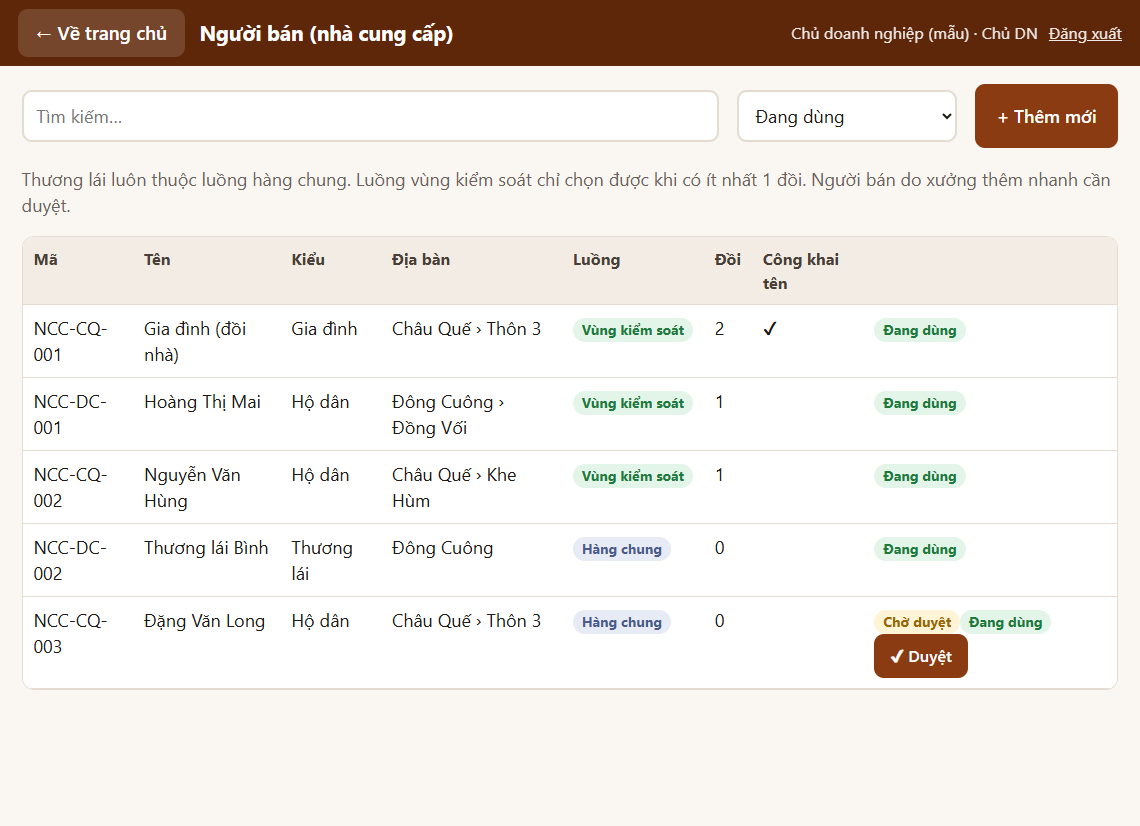 ← Về trang chủ Người bán (nhà cung cấp) Chủ doanh nghiệp (mẫu) · Chủ DN Đăng xuất
Tìm kiếm... Đang dùng + Thêm mới
Thương lái luôn thuộc luồng hàng chung. Luồng vùng kiểm soát chỉ chọn được khi có ít nhất 1 đồi. Người bán do xưởng thêm nhanh cần
duyệt.
Mã Tên Kiểu Địa bàn Luồng Đồi Công khai
tên
NCC-CQ- Gia đình (đồi Gia đình Châu Quế › Thôn 3 Vùng kiểm soát 2 ✓ Đang dùng
001 nhà)
NCC-DC- Hoàng Thị Mai Hộ dân Đông Cuông › Vùng kiểm soát 1 Đang dùng
001 Đồng Vối
NCC-CQ- Nguyễn Văn Hộ dân Châu Quế › Khe Vùng kiểm soát 1 Đang dùng
002 Hùng Hùm
NCC-DC- Thương lái Bình Thương Đông Cuông Hàng chung 0 Đang dùng
002 lái
NCC-CQ- Đặng Văn Long Hộ dân Châu Quế › Thôn 3 Hàng chung 0 Chờ duyệt Đang dùng
003 ✓ Duyệt